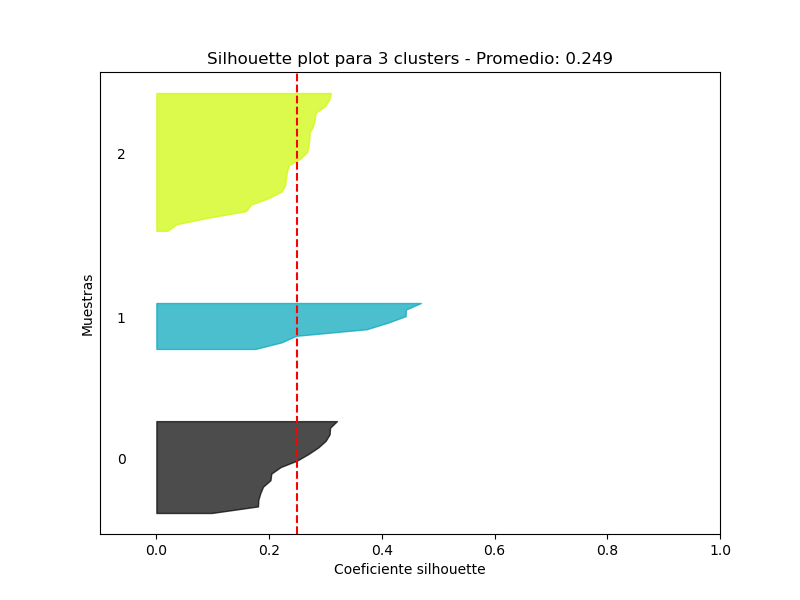 Silhouette plot para 3 clusters - Promedio: 0.249
2
1
0
Muestras
0.0 0.2 0.4 0.6 0.8 1.0
Coeficiente silhouette